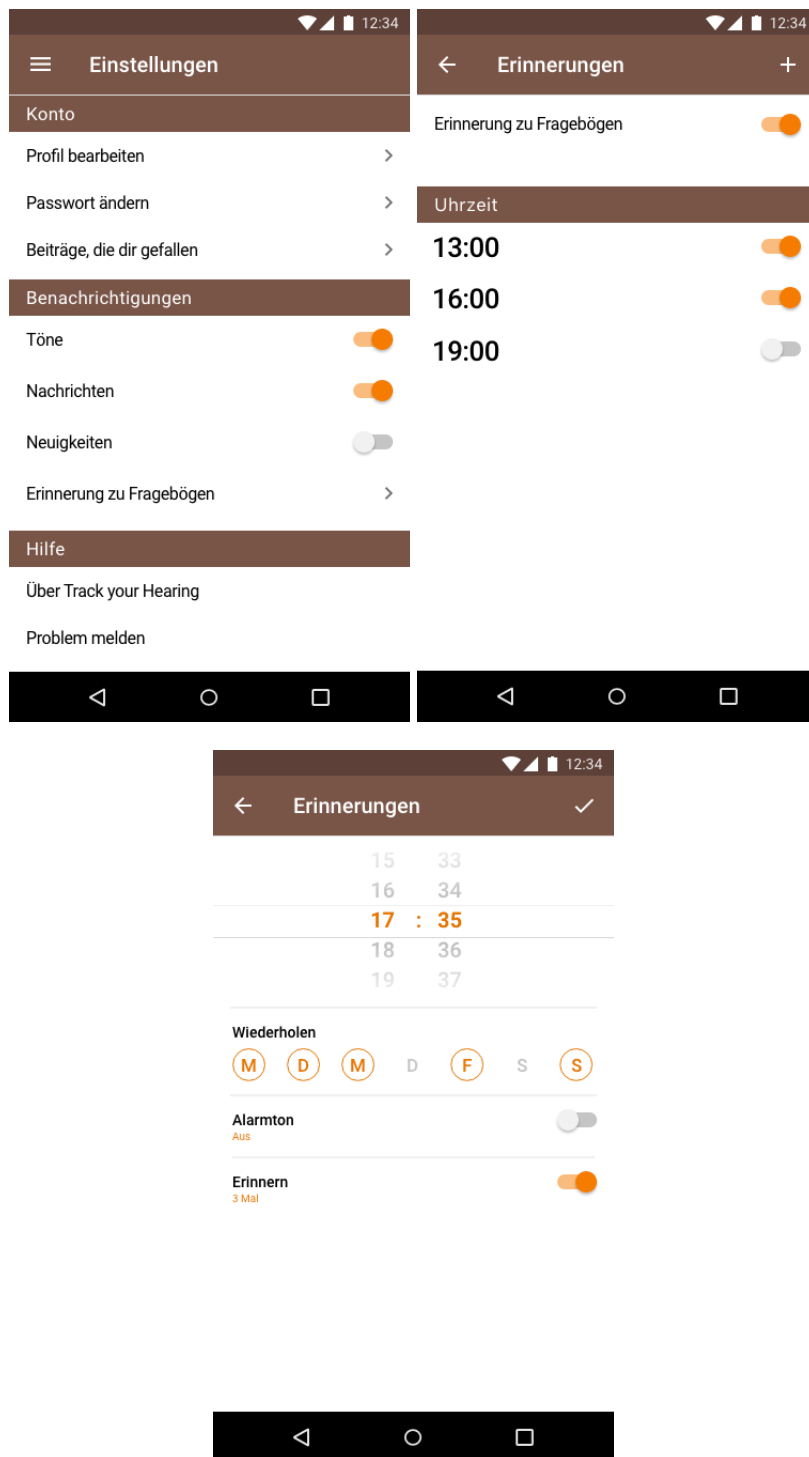 12:34
Einstellungen
Konto
Profil bearbeiten
Passwort ändern
Beiträge, die dir gefallen
Benachrichtigungen
Töne
Nachrichten
Neuigkeiten
Erinnerung zu Fragebögen
Hilfe
Über Track your Hearing
Problem melden
12:34
Erinnerungen
Erinnerung zu Fragebögen
Uhrzeit
13:00
16:00
19:00
12:34
Erinnerungen
15 33
16 34
17 : 35
18 36
19 37
Wiederholen
M D M D F S S
Alarmton
Aus
Erinnern
3 Mal